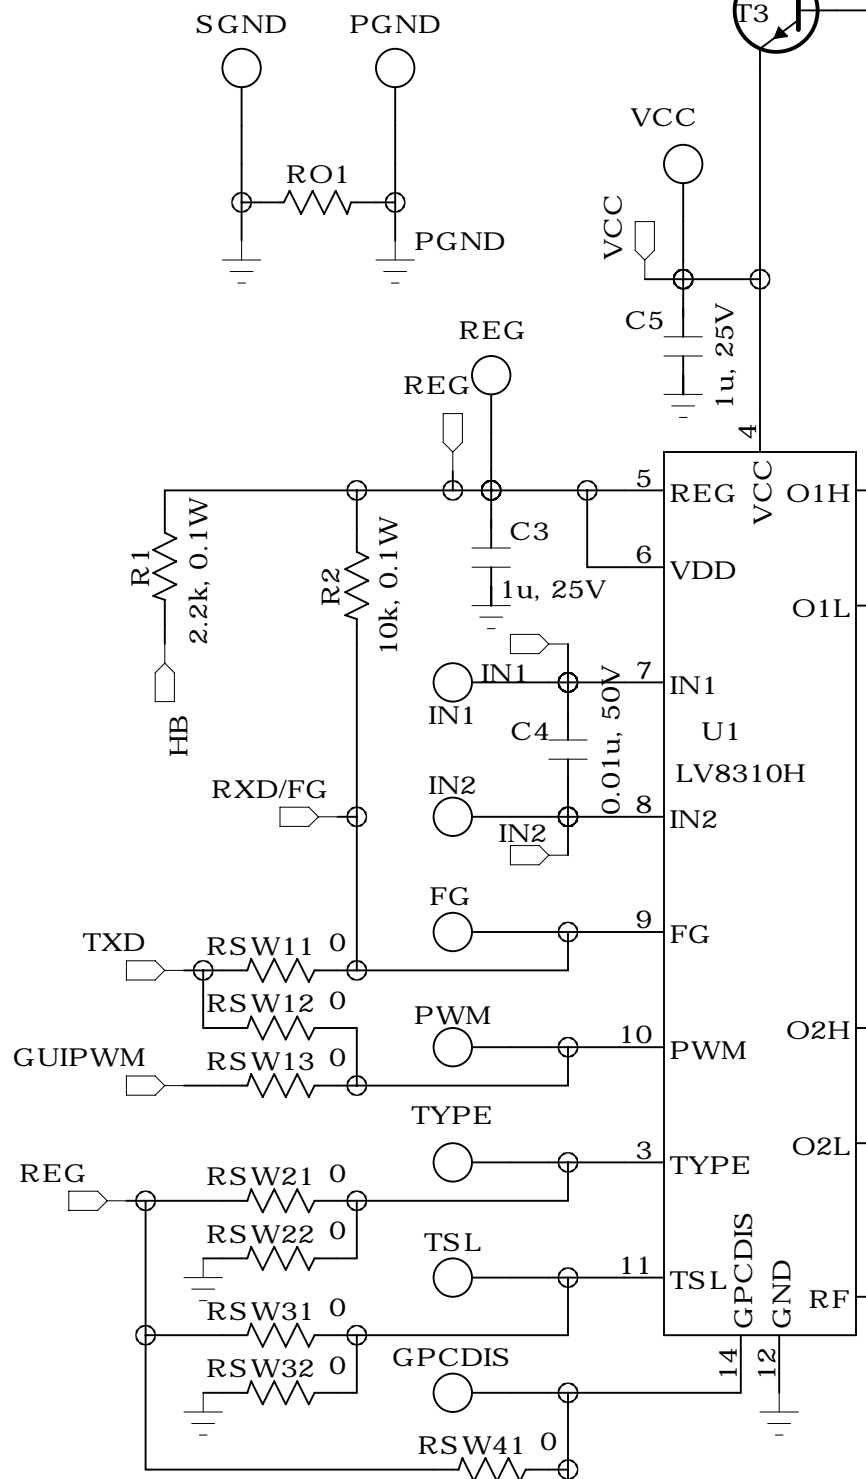 T3
SGND
PGND
VCC
RO1
VCC
PGND
C5
1u, 25V
REG
REG
4
5
REG
VCC
O1H
R1
2.2k, 0.1W
R2
10k, 0.1W
C3
6
VDD
1u, 25V
O1L
IN1
7
IN1
IN1
HB
C4
0.01u, 50V
U1
LV8310H
RXD/FG
IN2
8
IN2
IN2
FG
9
FG
TXD
RSW11 0
RSW12 0
PWM
10
PWM
O2H
GUIPWM
RSW13 0
TYPE
3
TYPE
O2L
REG
RSW21 0
RSW22 0
TSL
11
TSL
GPCDIS
GND
RF
RSW31 0
RSW32 0
GPCDIS
14
12
RSW41 0